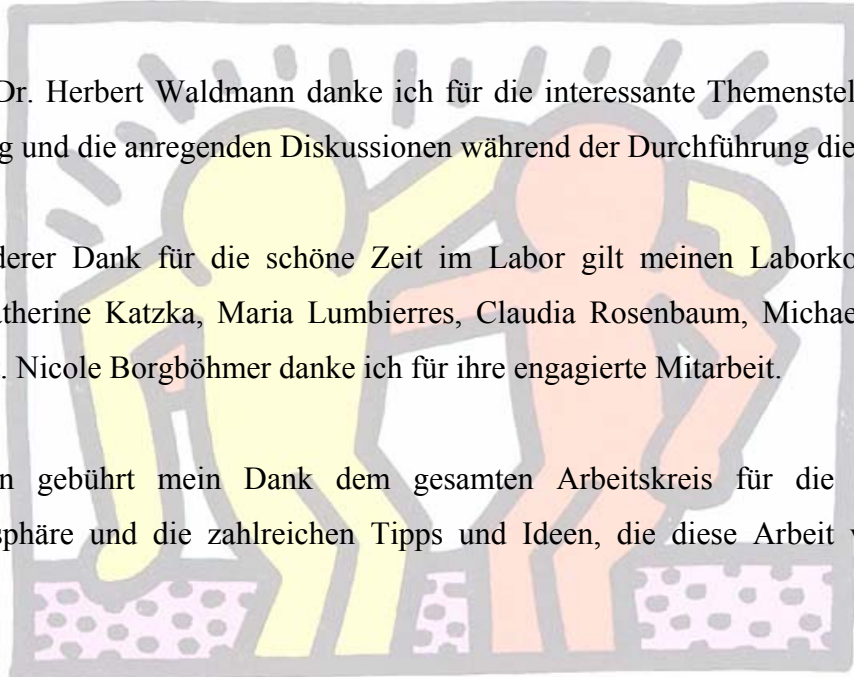 Dr. Herbert Waldmann danke ich für die interessante Themenstel
g und die anregenden Diskussionen während der Durchführung die
derer Dank für die schöne Zeit im Labor gilt meinen Laborko
atherine Katzka, Maria Lumbierres, Claudia Rosenbaum, Michae
. Nicole Borgböhmer danke ich für ihre engagierte Mitarbeit.
n gebührt mein Dank dem gesamten Arbeitskreis für die
sphäre und die zahlreichen Tipps und Ideen, die diese Arbeit